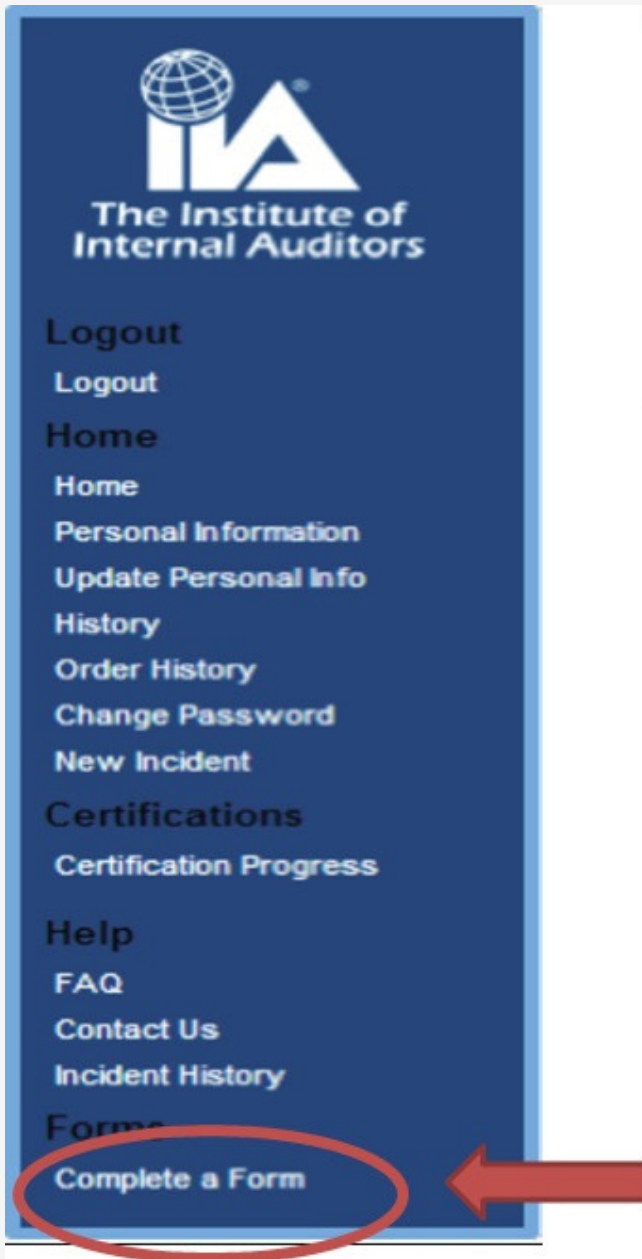 IIA®
The Institute of
Internal Auditors
Logout
Logout
Home
Home
Personal Information
Update Personal Info
History
Order History
Change Password
New Incident
Certifications
Certification Progress
Help
FAQ
Contact Us
Incident History
Forms
Complete a Form